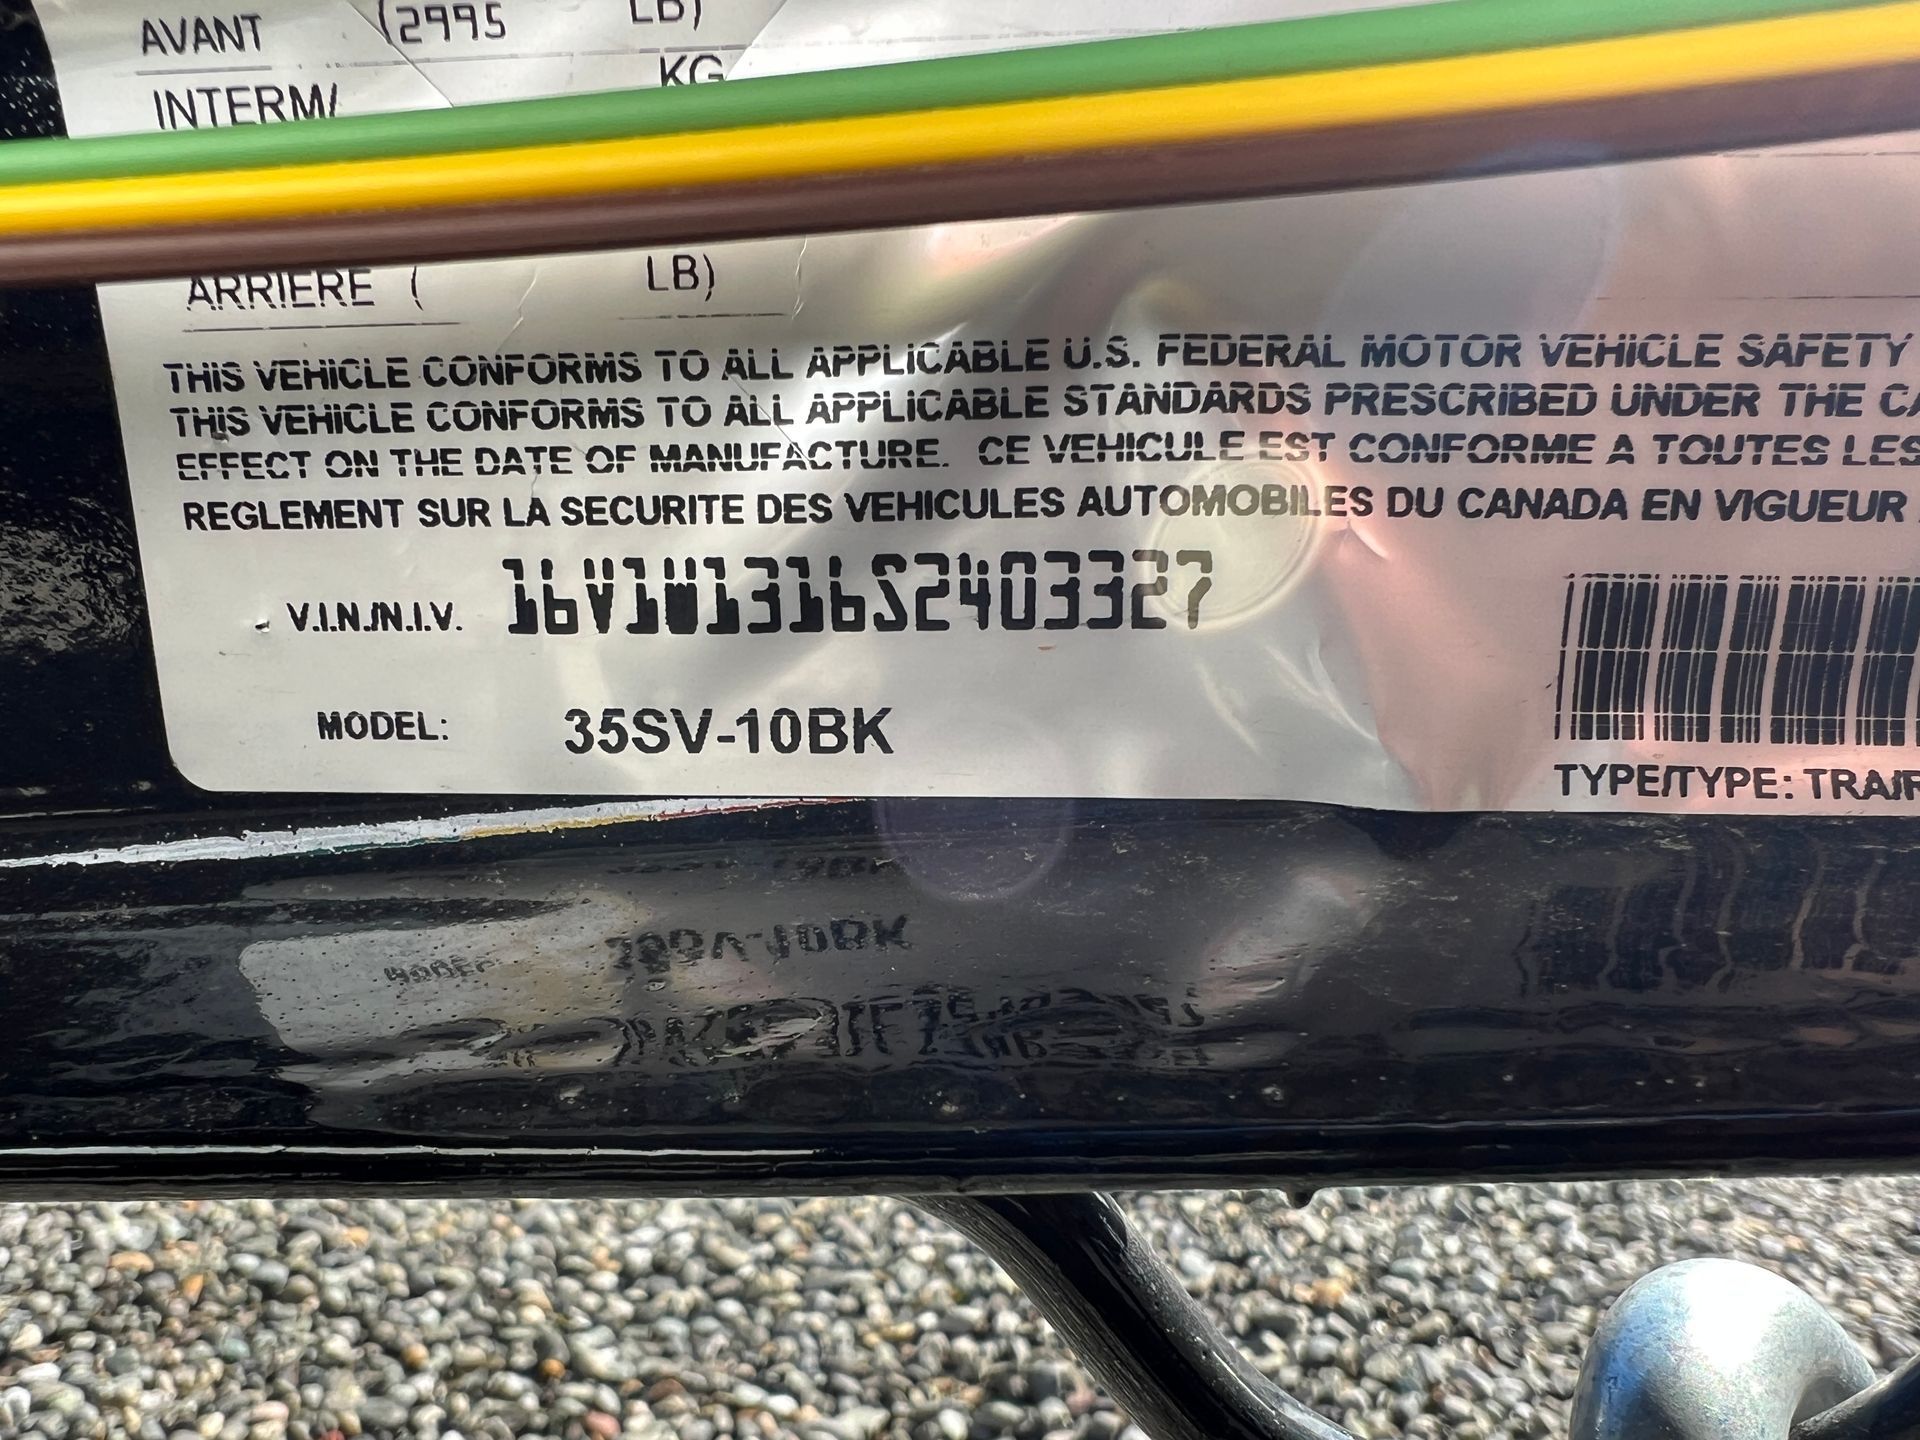 AVANT (2995 LB)
KG
ARRIERE ( LB)
THIS VEHICLE CONFORMS TO ALL APPLICABLE U.S. FEDERAL MOTOR VEHICLE SAFETY
THIS VEHICLE CONFORMS TO ALL APPLICABLE STANDARDS PRESCRIBED UNDER THE
EFFECT ON THE DATE OF MANUFACTURE. CE VEHICULE EST CONFORME A TOUTES LES
REGLEMENT SUR LA SECURITE DES VEHICULES AUTOMOBILES DU CANADA EN VIGUEUR
V.I.N./N.I.V. 16V1W1316S2403327
MODEL: 35SV-10BK
TYPE/TYPE: TRA/R